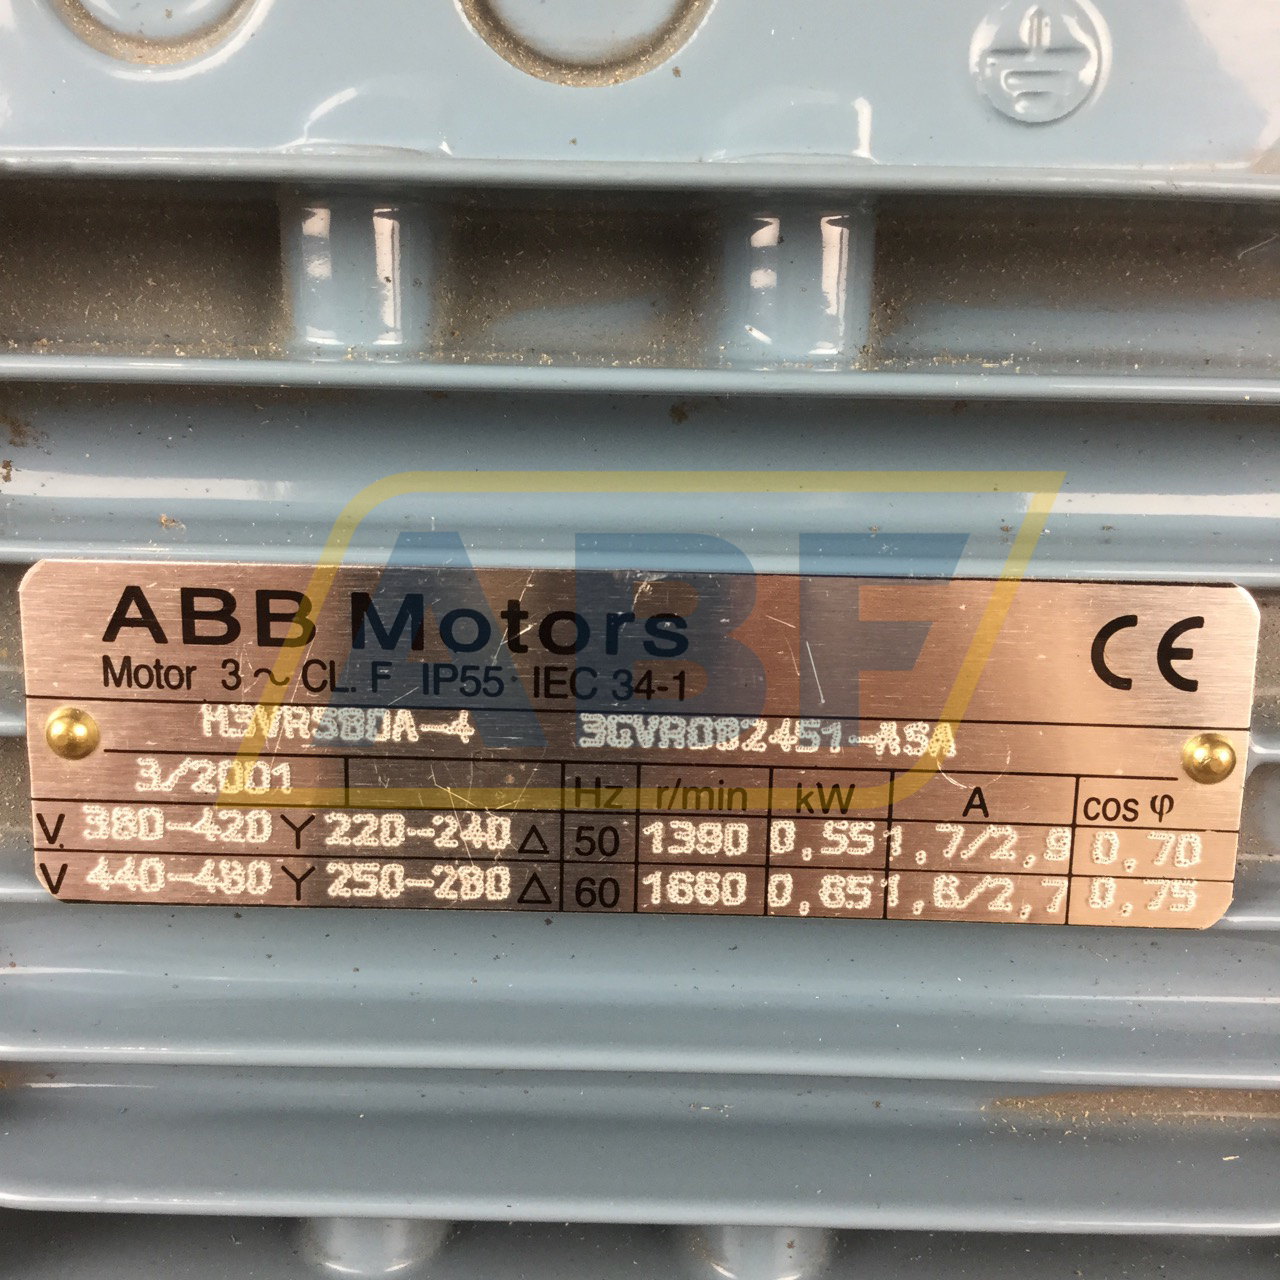 ABF
ABB Motors CE
Motor 3~ CL. F IP55 IEC 34-1
M3VRS80A-4 3GVR082451-ASA
3/2001 Hz r/min kW A cos φ
V. 380-420 Y 220-240 Δ 50 1390 0,55 1,7/2,9 0,70
V 440-480 Y 250-280 Δ 60 1660 0,65 1,6/2,7 0,75